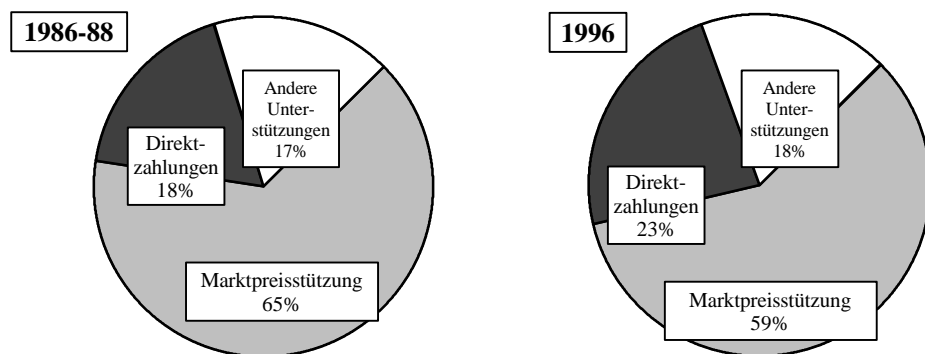 1986-88
Andere
Unter-
stützungen
17%
Direkt-
zahlungen
18%
Marktpreisstützung
65%
1996
Andere
Unter-
stützungen
18%
Direkt-
zahlungen
23%
Marktpreisstützung
59%